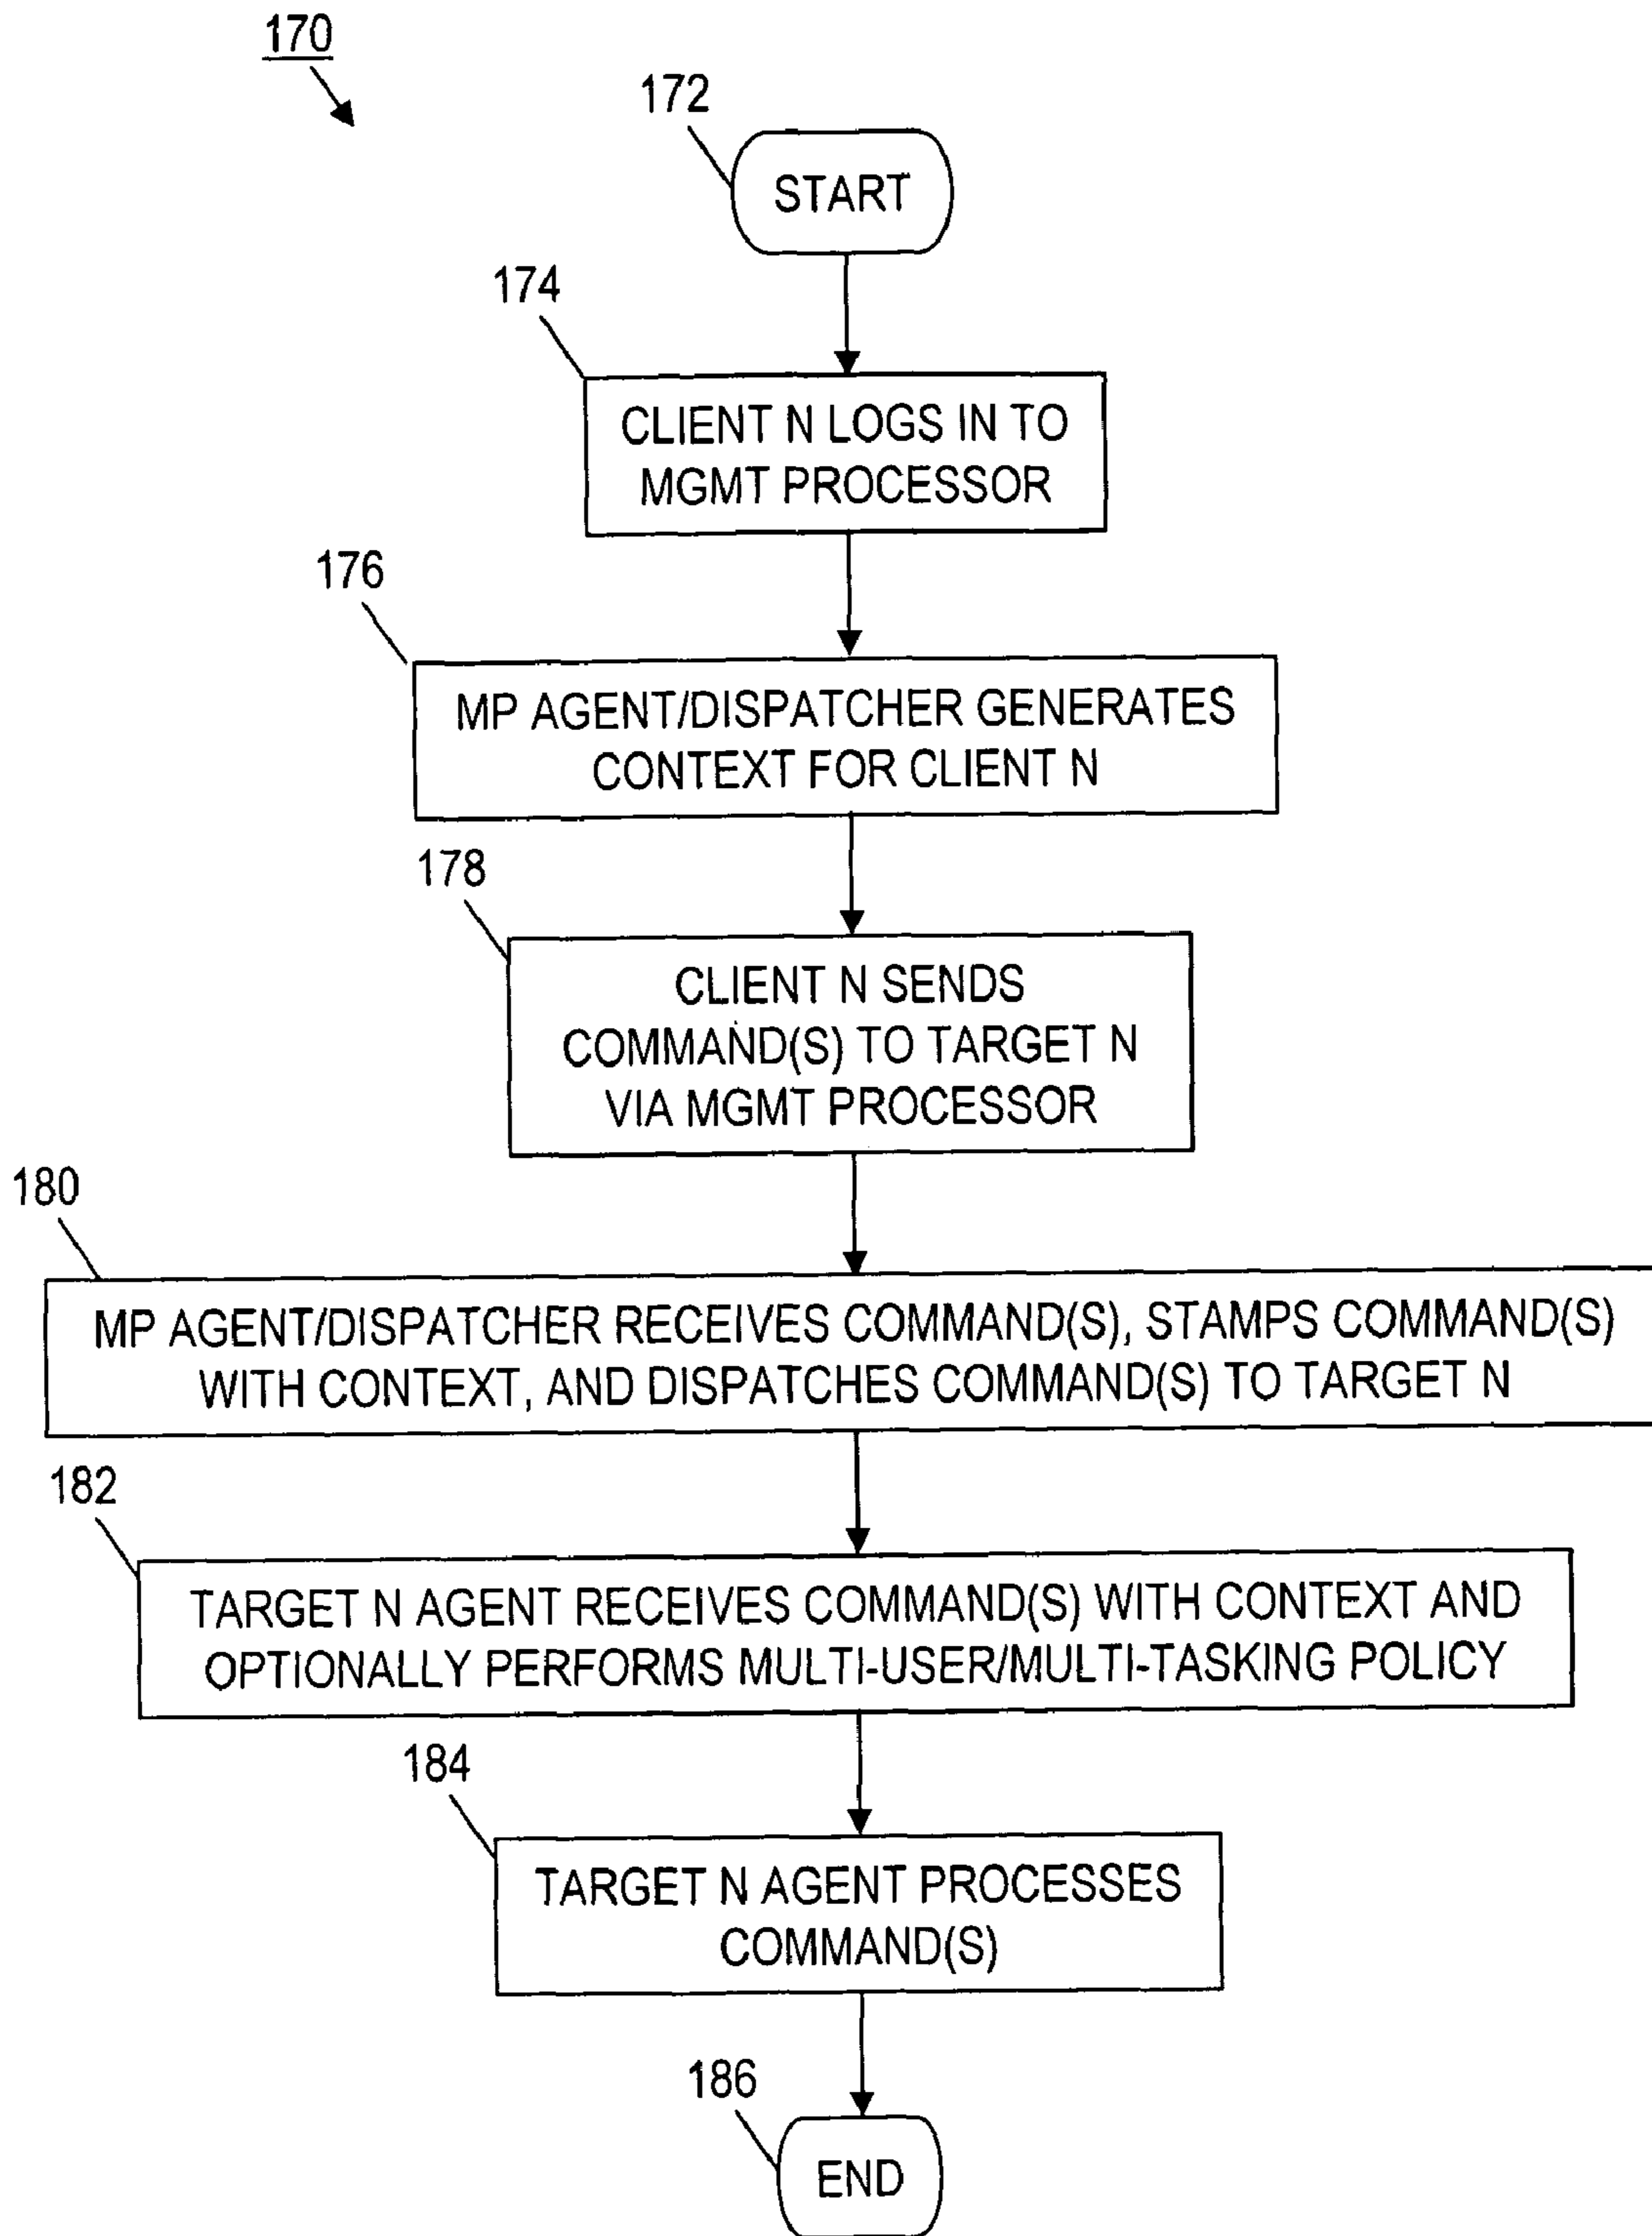 170
172
START
174
CLIENT N LOGS IN TO
MGMT PROCESSOR
176
MP AGENT/DISPATCHER GENERATES
CONTEXT FOR CLIENT N
178
CLIENT N SENDS
COMMAND(S) TO TARGET N
VIA MGMT PROCESSOR
180
MP AGENT/DISPATCHER RECEIVES COMMAND(S), STAMPS COMMAND(S)
WITH CONTEXT, AND DISPATCHES COMMAND(S) TO TARGET N
182
TARGET N AGENT RECEIVES COMMAND(S) WITH CONTEXT AND
OPTIONALLY PERFORMS MULTI-USER/MULTI-TASKING POLICY
184
TARGET N AGENT PROCESSES
COMMAND(S)
186
END